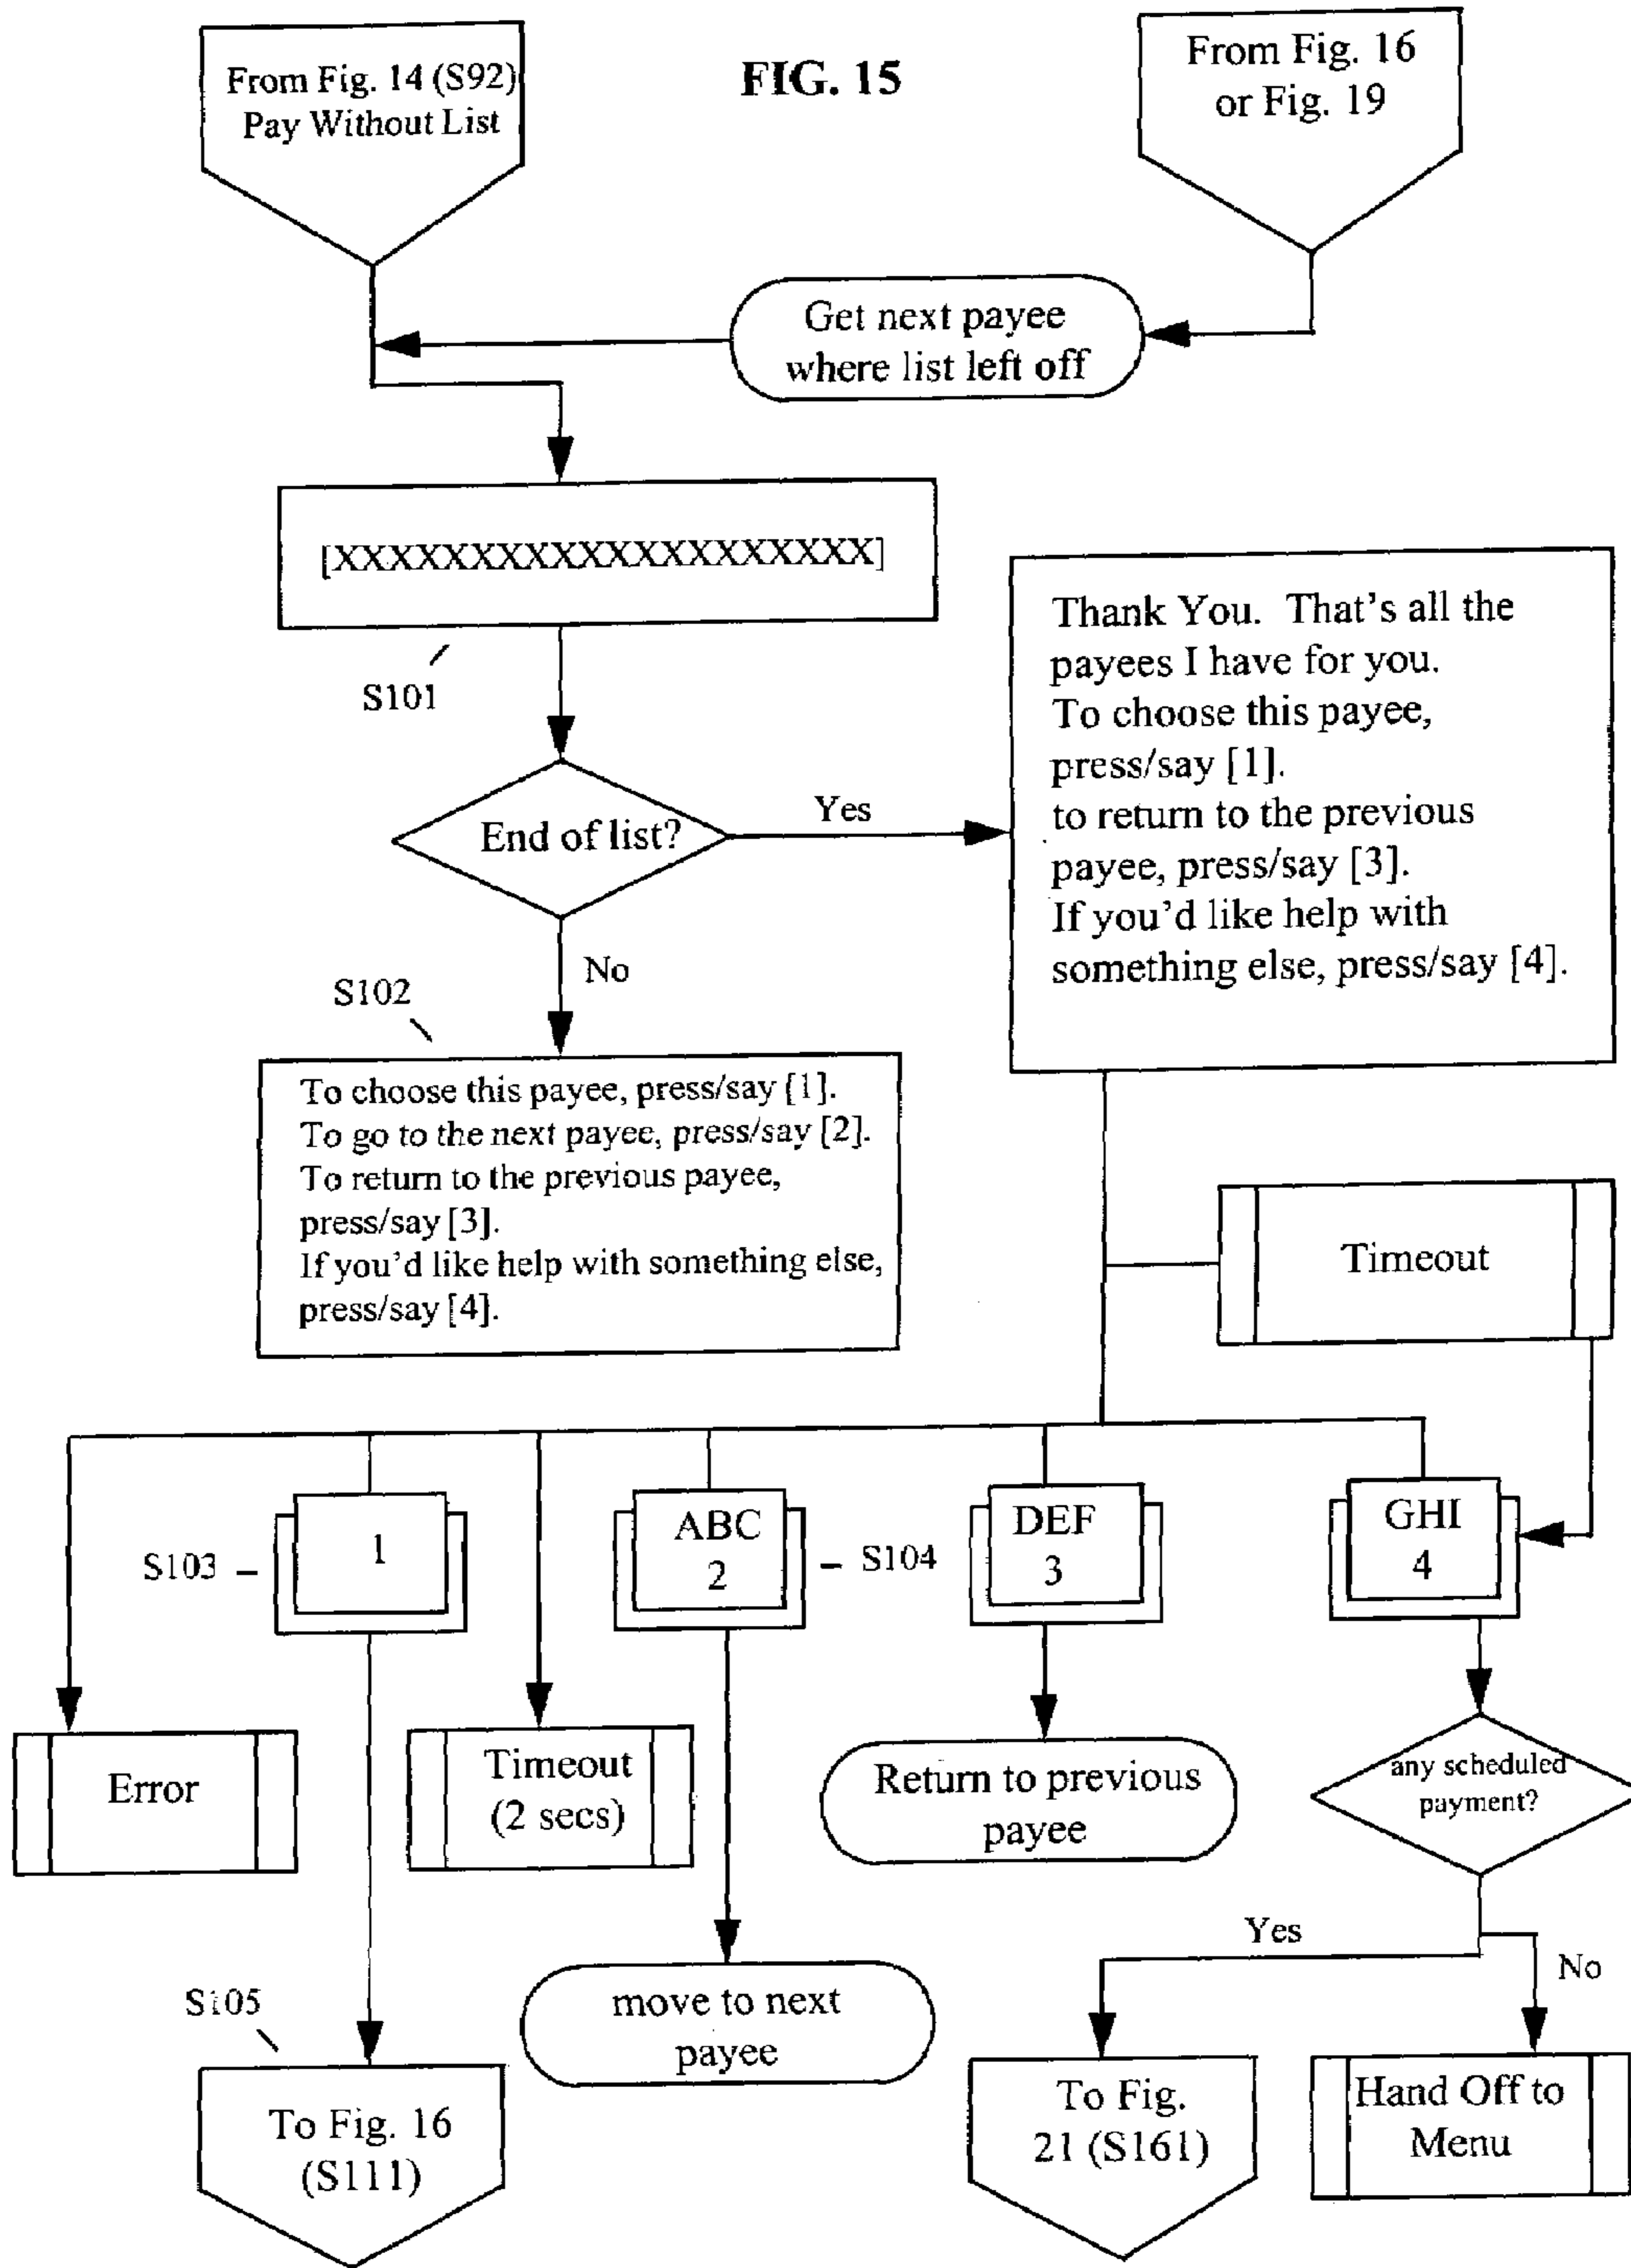 FIG. 15
From Fig. 14 (S92)
Pay Without List
From Fig. 16
or Fig. 19
Get next payee
where list left off
[XXXXXXXXXXXXXXXXXXXX]
S101
End of list?
Yes
No
Thank You. That's all the
payees I have for you.
To choose this payee,
press/say [1].
to return to the previous
payee, press/say [3].
If you'd like help with
something else, press/say [4].
S102
To choose this payee, press/say [1].
To go to the next payee, press/say [2].
To return to the previous payee,
press/say [3].
If you'd like help with something else,
press/say [4].
Timeout
S103
1
ABC
2
S104
DEF
3
GHI
4
Error
Timeout
(2 secs)
Return to previous
payee
any scheduled
payment?
Yes
No
S105
move to next
payee
To Fig. 16
(S111)
To Fig.
21 (S161)
Hand Off to
Menu